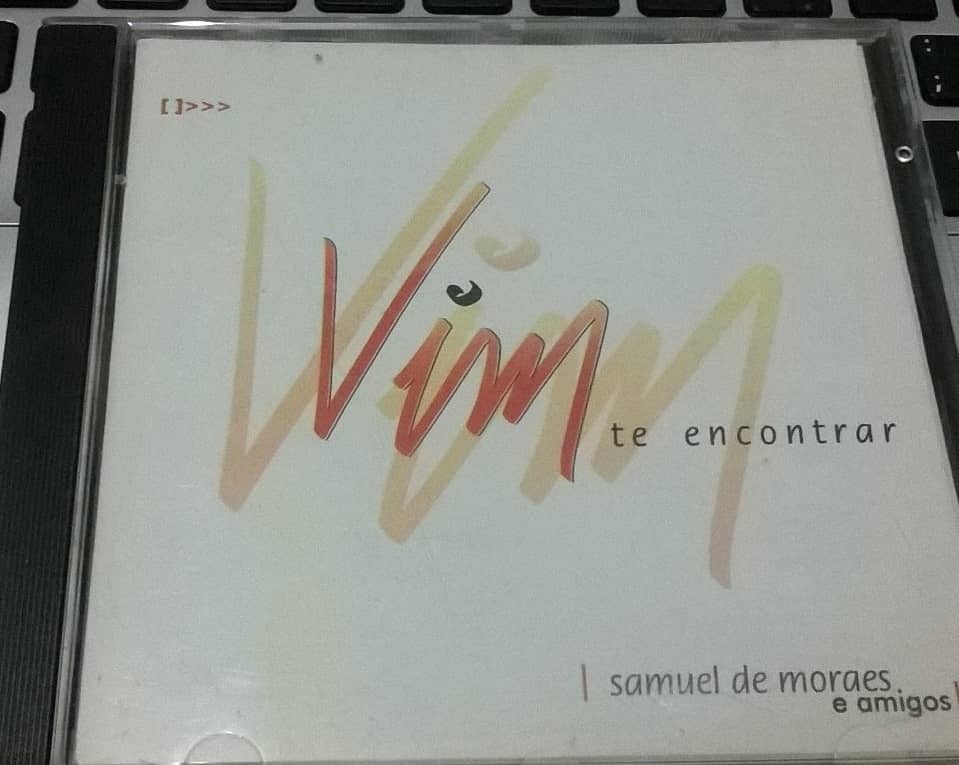 [ ]>>>
Vim
te encontrar
| samuel de moraes
e amigos |